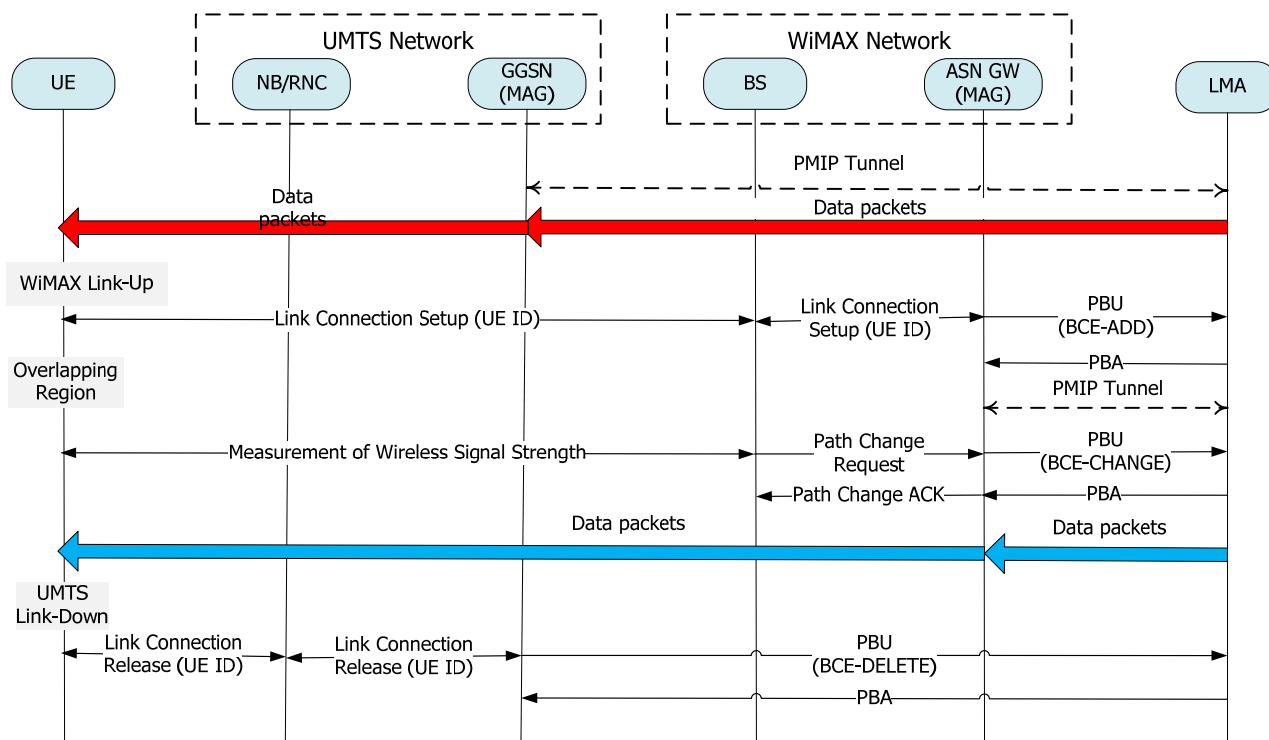 UMTS Network
WiMAX Network
UE
NB/RNC
GGSN
(MAG)
BS
ASN GW
(MAG)
LMA
PMIP Tunnel
Data
packets
Data packets
WiMAX Link-Up
Link Connection Setup (UE ID)
Link Connection
Setup (UE ID)
PBU
(BCE-ADD)
Overlapping
Region
PBA
PMIP Tunnel
Measurement of Wireless Signal Strength
Path Change
Request
PBU
(BCE-CHANGE)
Path Change ACK
PBA
Data packets
Data packets
UMTS
Link-Down
Link Connection
Release (UE ID)
Link Connection
Release (UE ID)
PBU
(BCE-DELETE)
PBA